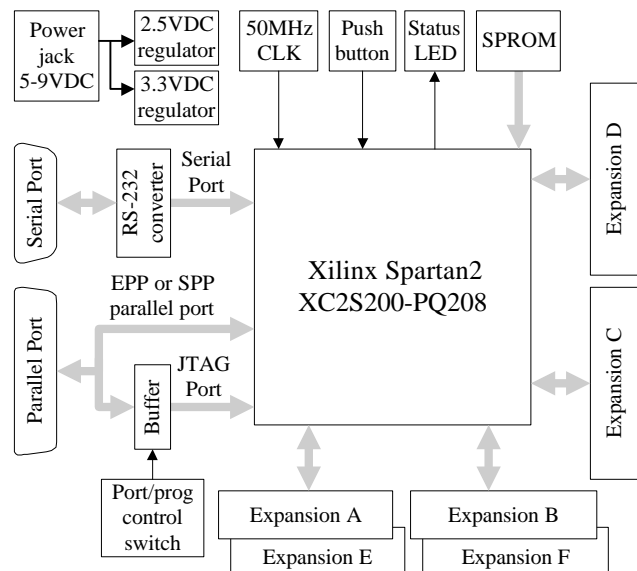 Power
jack
5-9VDC
2.5VDC
regulator
3.3VDC
regulator
50MHz
CLK
Push
button
Status
LED
SPROM
Expansion D
Serial Port
RS-232
converter
Serial
Port
Xilinx Spartan2
XC2S200-PQ208
EPP or SPP
parallel port
Parallel Port
JTAG
Port
Buffer
Expansion C
Port/prog
control
switch
Expansion A
Expansion E
Expansion B
Expansion F